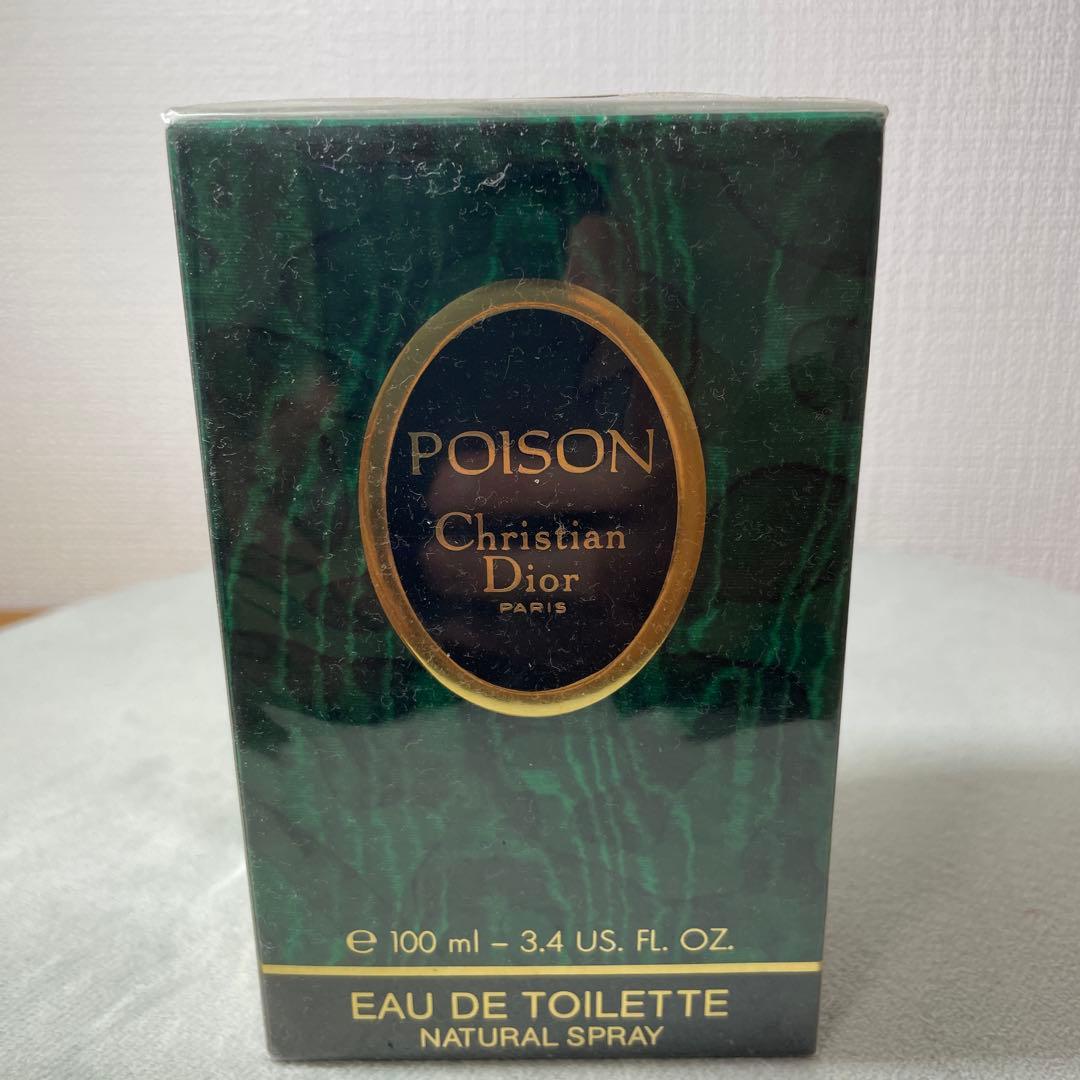 POISON
Christian
Dior
PARIS
℮ 100 ml – 3.4 US. FL. OZ.
EAU DE TOILETTE
NATURAL SPRAY